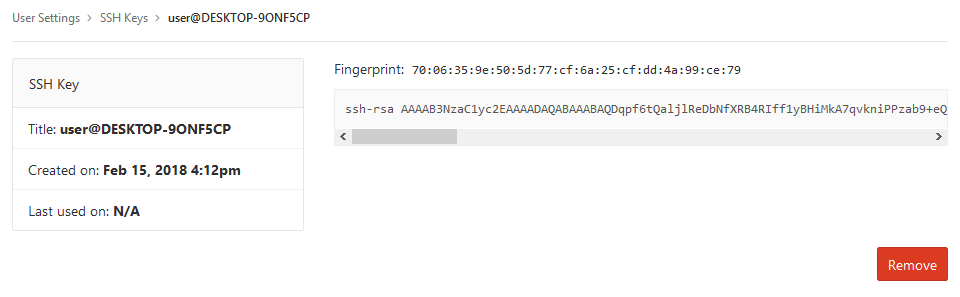 User Settings > SSH Keys > user@DESKTOP-9ONF5CP
SSH Key
Title: user@DESKTOP-9ONF5CP
Created on: Feb 15, 2018 4:12pm
Last used on: N/A
Fingerprint: 70:06:35:9e:50:5d:77:cf:6a:25:cf:dd:4a:99:ce:79
ssh-rsa AAAAB3NzaC1yc2EAAAADAQABAAABAQDqpf6tQaljlReDbNfXRB4RIff1yBHiMkA7qvkniPPzab9+eQ
Remove